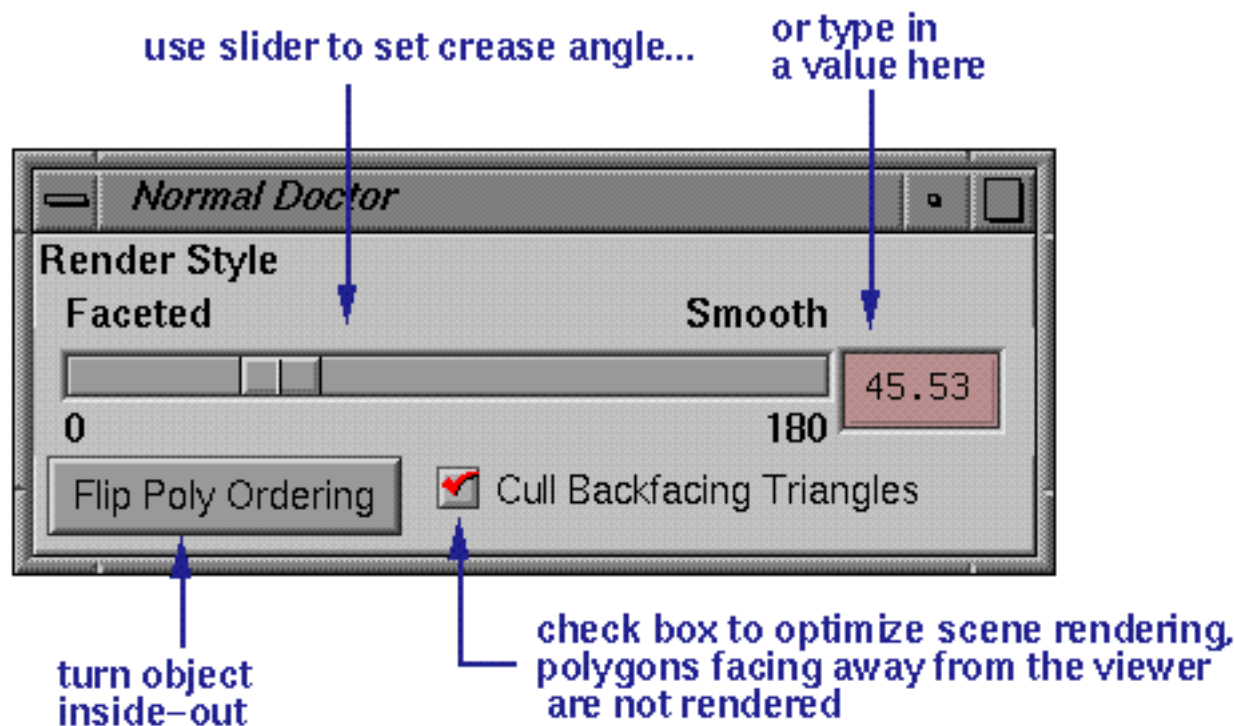 use slider to set crease angle...
or type in
a value here
Normal Doctor
Render Style
Faceted
Smooth
45.53
0
180
Flip Poly Ordering
Cull Backfacing Triangles
turn object
inside–out
check box to optimize scene rendering,
polygons facing away from the viewer
are not rendered